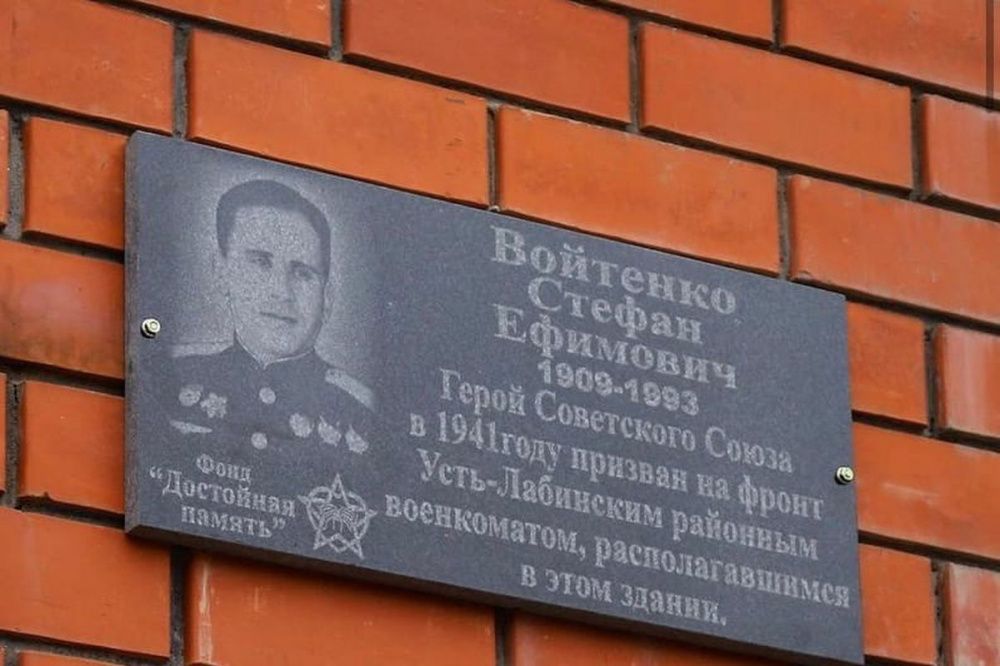 Войтенко
Стефан
Ефимович
1909-1993
Герой Советского Союза
в 1941году призван на фронт
Усть-Лабинским районным
военкоматом, располагавшимся
в этом здании.
Фонд
“Достойная
память”